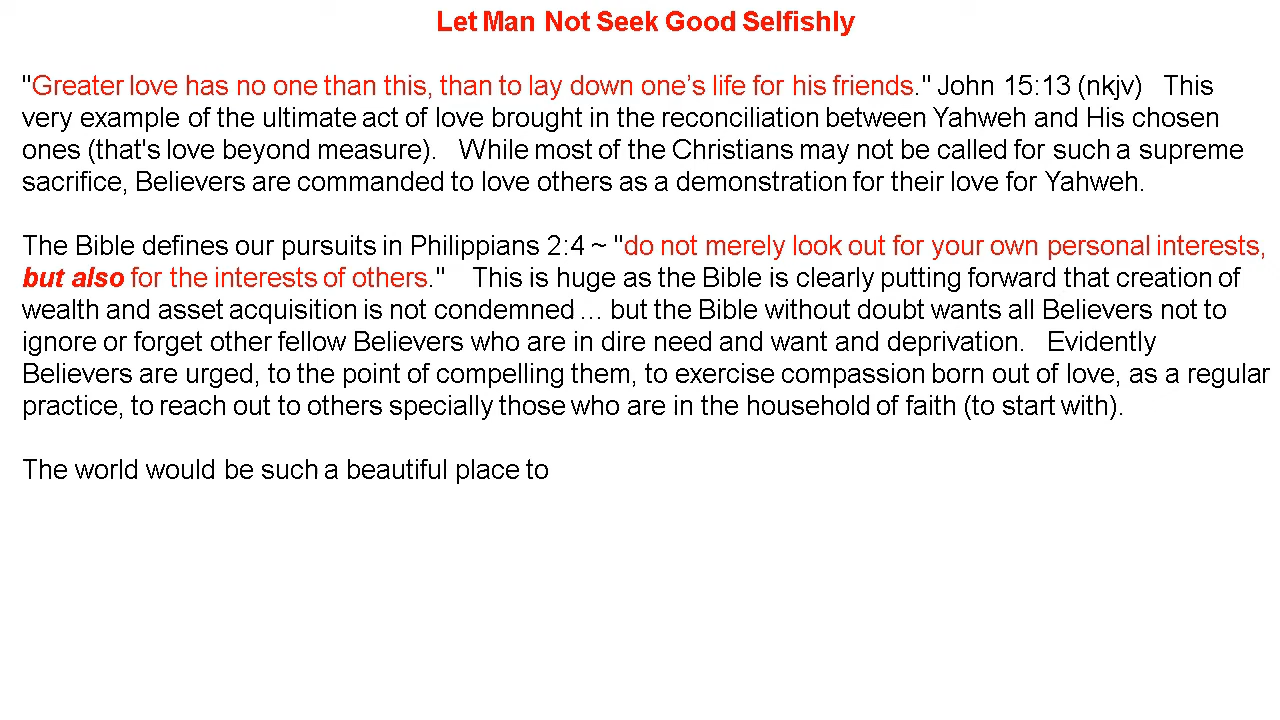 Let Man Not Seek Good Selfishly
"Greater love has no one than this, than to lay down one’s life for his friends." John 15:13 (nkjv)   This
very example of the ultimate act of love brought in the reconciliation between Yahweh and His chosen
ones (that's love beyond measure).   While most of the Christians may not be called for such a supreme
sacrifice, Believers are commanded to love others as a demonstration for their love for Yahweh.
The Bible defines our pursuits in Philippians 2:4 ~ "do not merely look out for your own personal interests,
but also for the interests of others."    This is huge as the Bible is clearly putting forward that creation of
wealth and asset acquisition is not condemned ... but the Bible without doubt wants all Believers not to
ignore or forget other fellow Believers who are in dire need and want and deprivation.   Evidently
Believers are urged, to the point of compelling them, to exercise compassion born out of love, as a regular
practice, to reach out to others specially those who are in the household of faith (to start with).
The world would be such a beautiful place to